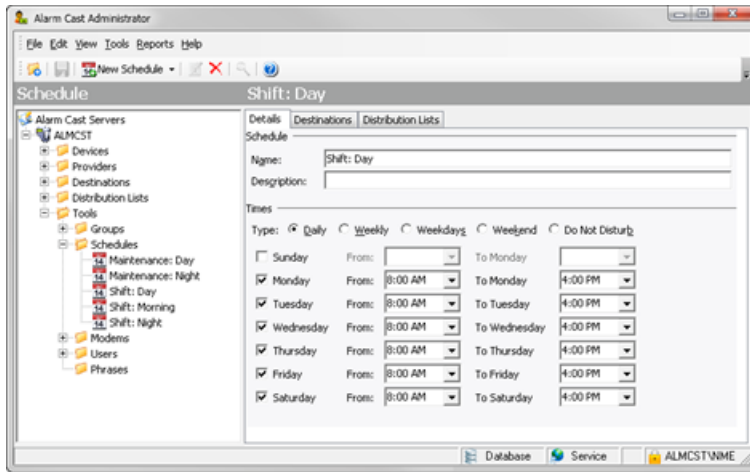 Alarm Cast Administrator
File Edit View Tools Reports Help
New Schedule
Schedule
Shift: Day
Alarm Cast Servers
ALMCST
Devices
Providers
Destinations
Distribution Lists
Tools
Groups
Schedules
Maintenance: Day
Maintenance: Night
Shift: Day
Shift: Morning
Shift: Night
Modems
Users
Phrases
Details Destinations Distribution Lists
Schedule
Name: Shift: Day
Description:
Times
Type: Daily Weekly Weekdays Weekend Do Not Disturb
Sunday From: To Monday
Monday From: 8:00 AM To Monday 4:00 PM
Tuesday From: 8:00 AM To Tuesday 4:00 PM
Wednesday From: 8:00 AM To Wednesday 4:00 PM
Thursday From: 8:00 AM To Thursday 4:00 PM
Friday From: 8:00 AM To Friday 4:00 PM
Saturday From: 8:00 AM To Saturday 4:00 PM
Database Service ALMCST\NME